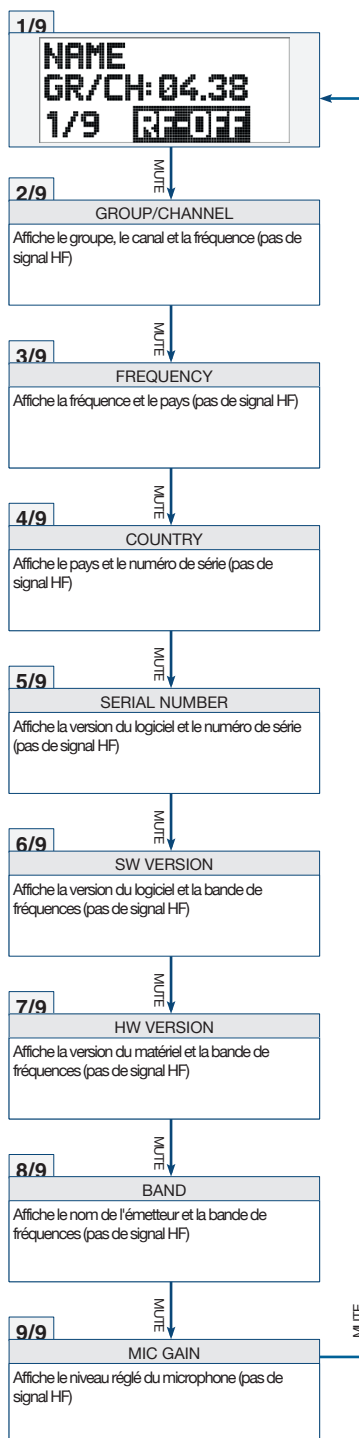 1/9
NAME
GR/CH: 04.38
1/9 RF-OFF
MUTE
2/9
GROUP/CHANNEL
Affiche le groupe, le canal et la fréquence (pas de
signal HF)
MUTE
3/9
FREQUENCY
Affiche la fréquence et le pays (pas de signal HF)
MUTE
4/9
COUNTRY
Affiche le pays et le numéro de série (pas de
signal HF)
MUTE
5/9
SERIAL NUMBER
Affiche la version du logiciel et le numéro de série
(pas de signal HF)
MUTE
6/9
SW VERSION
Affiche la version du logiciel et la bande de
fréquences (pas de signal HF)
MUTE
7/9
HW VERSION
Affiche la version du matériel et la bande de
fréquences (pas de signal HF)
MUTE
8/9
BAND
Affiche le nom de l'émetteur et la bande de
fréquences (pas de signal HF)
MUTE
9/9
MIC GAIN
Affiche le niveau réglé du microphone (pas de
signal HF)
MUTE